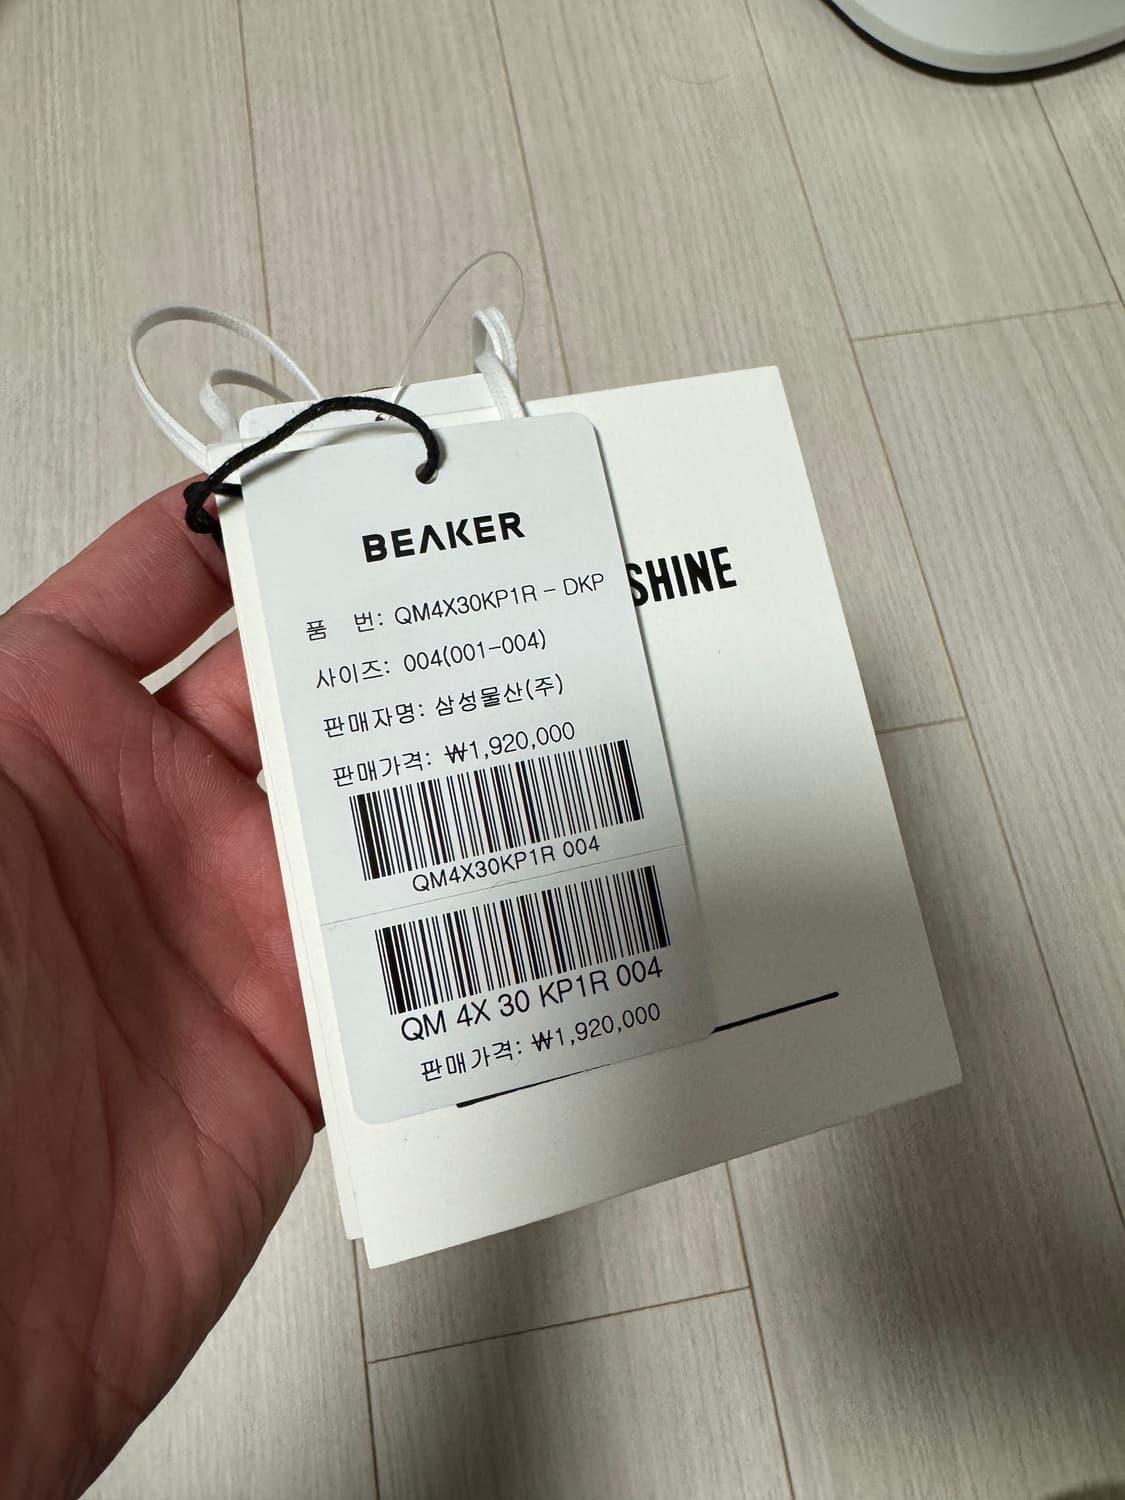 BEAKER
품 번: QM4X30KP1R - DKP
사이즈: 004(001-004)
판매자명: 삼성물산(주)
판매가격: ₩1,920,000
QM4X30KP1R 004
QM 4X 30 KP1R 004
판매가격: ₩1,920,000
SHINE